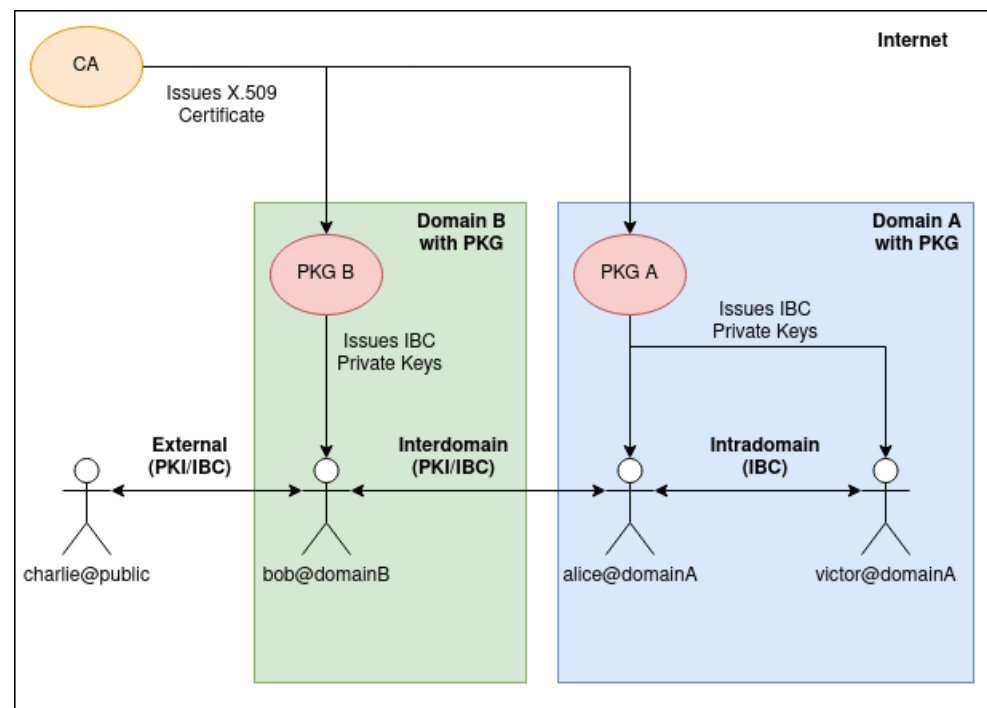 Internet
CA
Issues X.509
Certificate
Domain B
with PKG
Domain A
with PKG
PKG B
PKG A
Issues IBC
Private Keys
Issues IBC
Private Keys
External
(PKI/IBC)
Interdomain
(PKI/IBC)
Intradomain
(IBC)
charlie@public
bob@domainB
alice@domainA
victor@domainA